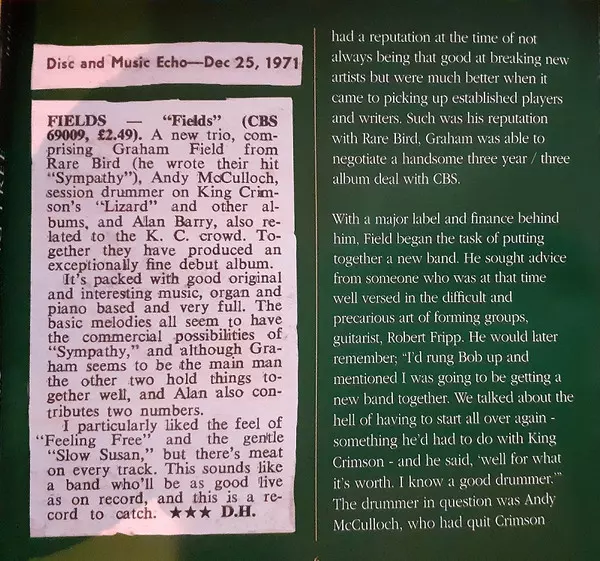 Disc and Music Echo—Dec 25, 1971
FIELDS — "Fields" (CBS
69009, £2.49). A new trio, com-
prising Graham Field from
Rare Bird (he wrote their hit
"Sympathy"), Andy McCulloch,
session drummer on King Crim-
son's "Lizard" and other al-
bums, and Alan Barry, also re-
lated to the K. C. crowd. To-
gether they have produced an
exceptionally fine debut album.
It's packed with good original
and interesting music, organ and
piano based and very full. The
basic melodies all seem to have
the commercial possibilities of
"Sympathy," and although Gra-
ham seems to be the main man
the other two hold things to-
gether well, and Alan also con-
tributes two numbers.
I particularly liked the feel of
"Feeling Free" and the gentle
"Slow Susan," but there's meat
on every track. This sounds like
a band who'll be as good live
as on record, and this is a re-
cord to catch. ★★★ D.H.
had a reputation at the time of not
always being that good at breaking new
artists but were much better when it
came to picking up established players
and writers. Such was his reputation
with Rare Bird, Graham was able to
negotiate a handsome three year / three
album deal with CBS.
With a major label and finance behind
him, Field began the task of putting
together a new band. He sought advice
from someone who was at that time
well versed in the difficult and
precarious art of forming groups,
guitarist, Robert Fripp. He would later
remember; "I'd rung Bob up and
mentioned I was going to be getting a
new band together. We talked about the
hell of having to start all over again -
something he'd had to do with King
Crimson - and he said, 'well for what
it's worth. I know a good drummer.'"
The drummer in question was Andy
McCulloch, who had quit Crimson